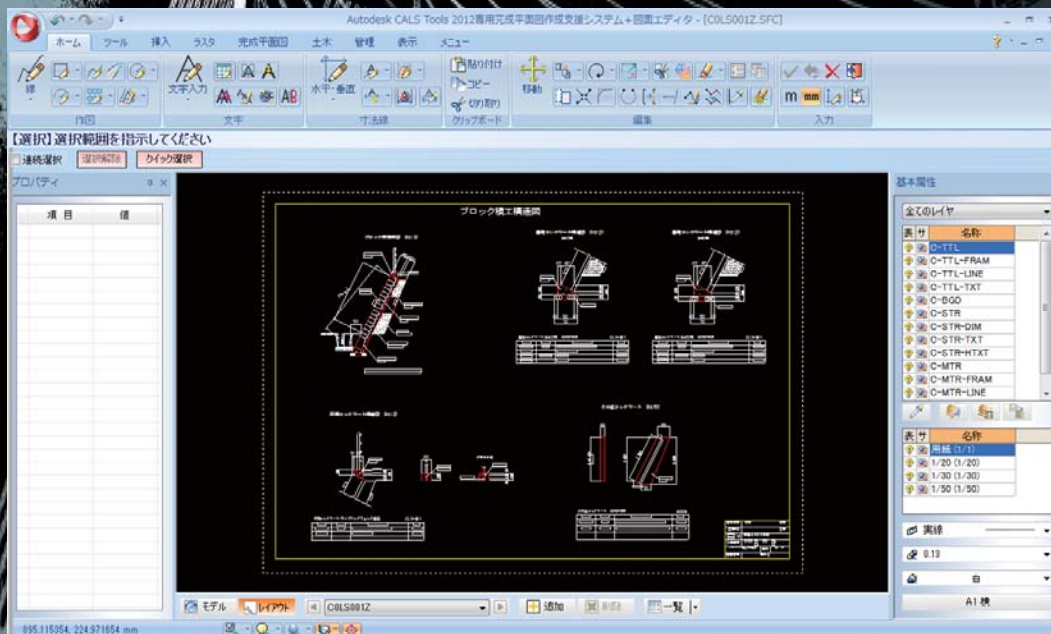 Autodesk CALS Tools 2012専用完成平面図作成支援システム+図面エディタ - [C0LS001Z.SFC]
ホーム ツール 挿入 ラスタ 完成平面図 土木 管理 表示 メニュー
線
文字入力
水平・垂直
貼り付け
コピー
切り取り
移動
m mm
作図 文字 寸法線 クリップボード 編集 入力
【選択】選択範囲を指示してください
連続選択 選択解除 クイック選択
プロパティ
項目 値
ブロック積工構造図
基本属性
全てのレイヤ
表 サ 名称
C-TTL
C-TTL-FRAM
C-TTL-LINE
C-TTL-TXT
C-BGD
C-STR
C-STR-DIM
C-STR-TXT
C-STR-HTXT
C-MTR
C-MTR-FRAM
C-MTR-LINE
表 サ 名称
用紙 (1/1)
1/20 (1/20)
1/30 (1/30)
1/50 (1/50)
実線
0.13
白
A1 横
モデル レイアウト C0LS001Z 追加 削除 一覧
895.115354, 224.971654 mm